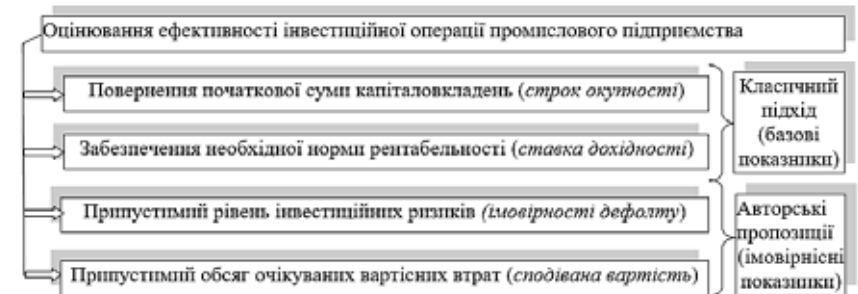 Оцінювання ефективності інвестиційної операції промислового підприємства
Повернення початкової суми капіталовкладень (строк окупності)
Забезпечення необхідної норми рентабельності (ставка дохідності)
Класичний
підхід
(базові
показники)
Припустимий рівень інвестиційних ризиків (імовірності дефолту)
Припустимий обсяг очікуваних вартісних втрат (сподівана вартість)
Авторські
пропозиції
(імовірнісні
показники)